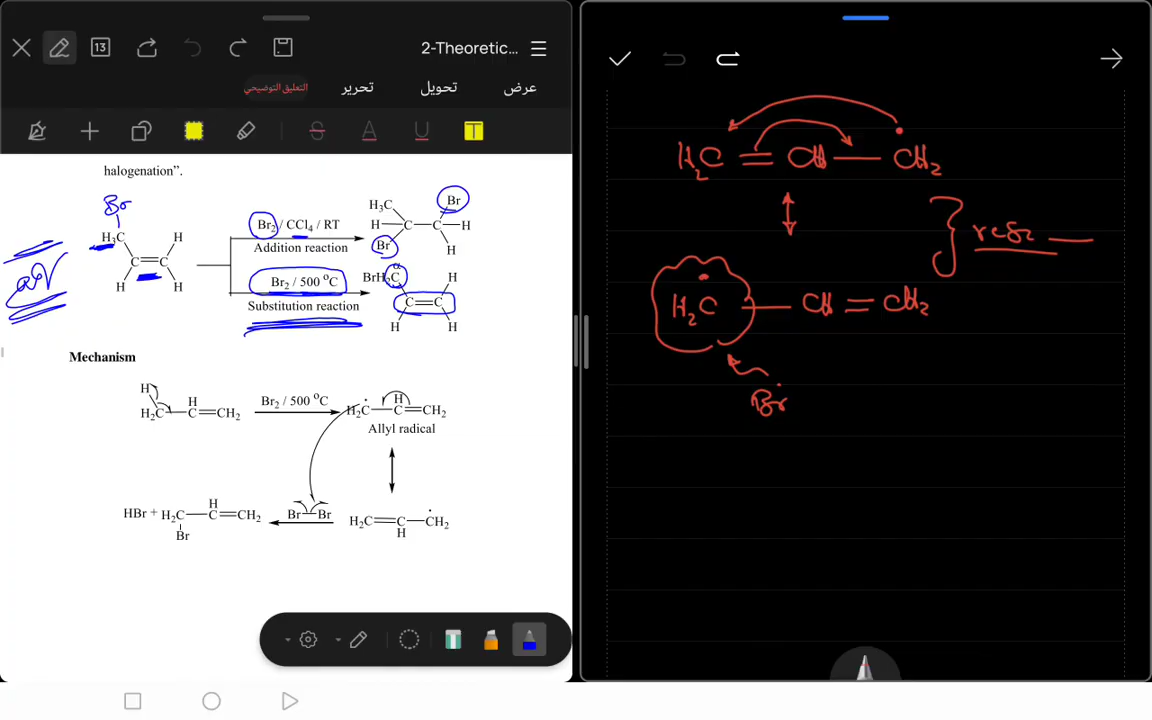 13
2-Theoretic...
عرض
تحويل
تحرير
التعليق التوضيحي
S A U T
halogenation”.
Br
H3C
H
C=C
H
H
Br2 / CCl4 / RT
Addition reaction
H3C
Br
H—C—C—H
Br
H
Br2 / 500 °C
Substitution reaction
α
BrH2C
H
C=C
H
H
Mechanism
H
H
H2C—C=CH2
Br2 / 500 °C
H
H2C—C=CH2
Allyl radical
H
HBr + H2C—C=CH2
Br
Br—Br
H2C=C—CH2
H
H2C=CH—CH2
H2C—CH=CH2
Br